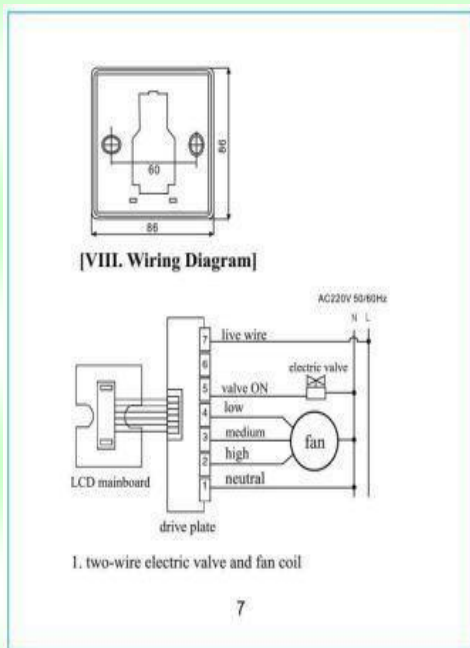 60
86
86
[VIII. Wiring Diagram]
AC220V 50/60Hz
N L
7 live wire
6
electric valve
5 valve ON
4 low
3 medium
fan
2 high
1 neutral
LCD mainboard
drive plate
1. two-wire electric valve and fan coil
7